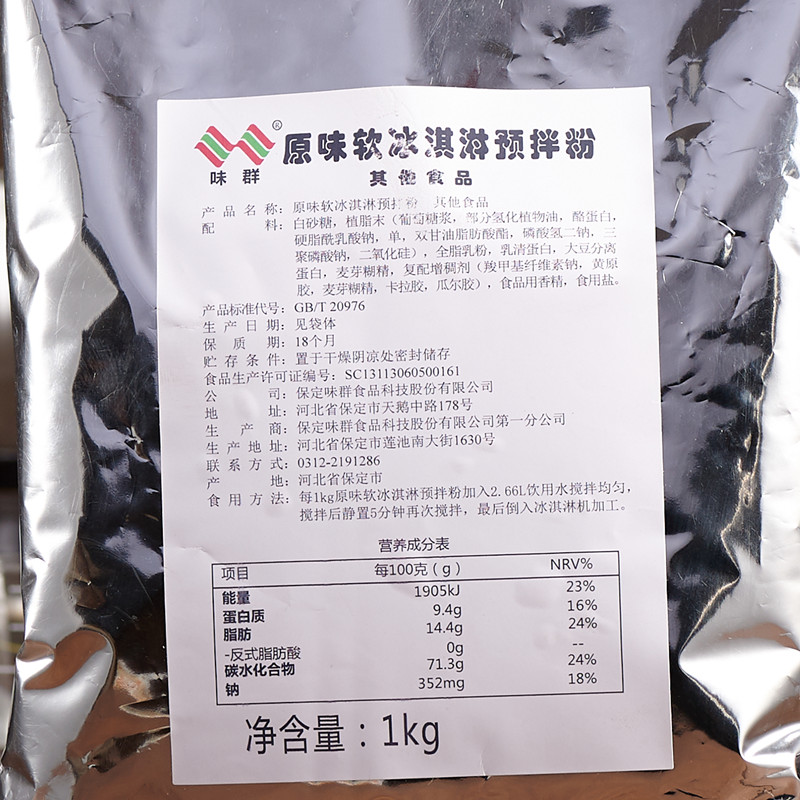 味群®
原味软冰淇淋预拌粉
其他食品
产品名称：原味软冰淇淋预拌粉 其他食品
配料：白砂糖，植脂末（葡萄糖浆，部分氢化植物油，酪蛋白，
硬脂酰乳酸钠，单，双甘油脂肪酸酯，磷酸氢二钠，三
聚磷酸钠，二氧化硅），全脂乳粉，乳清蛋白，大豆分离
蛋白，麦芽糊精，复配增稠剂（羧甲基纤维素钠，黄原
胶，麦芽糊精，卡拉胶，瓜尔胶），食品用香精，食用盐。
产品标准代号：GB/T 20976
生产日期：见袋体
保质期：18个月
贮存条件：置于干燥阴凉处密封储存
食品生产许可证编号：SC13113060500161
公司：保定味群食品科技股份有限公司
地址：河北省保定市天鹅中路178号
生产商：保定味群食品科技股份有限公司第一分公司
生产地址：河北省保定市莲池南大街1630号
联系方式：0312-2191286
产地：河北省保定市
食用方法：每1kg原味软冰淇淋预拌粉加入2.66L饮用水搅拌均匀，
搅拌后静置5分钟再次搅拌，最后倒入冰淇淋机加工。
营养成分表
项目 每100克（g） NRV%
能量 1905kJ 23%
蛋白质 9.4g 16%
脂肪 14.4g 24%
-反式脂肪酸 0g --
碳水化合物 71.3g 24%
钠 352mg 18%
净含量：1kg